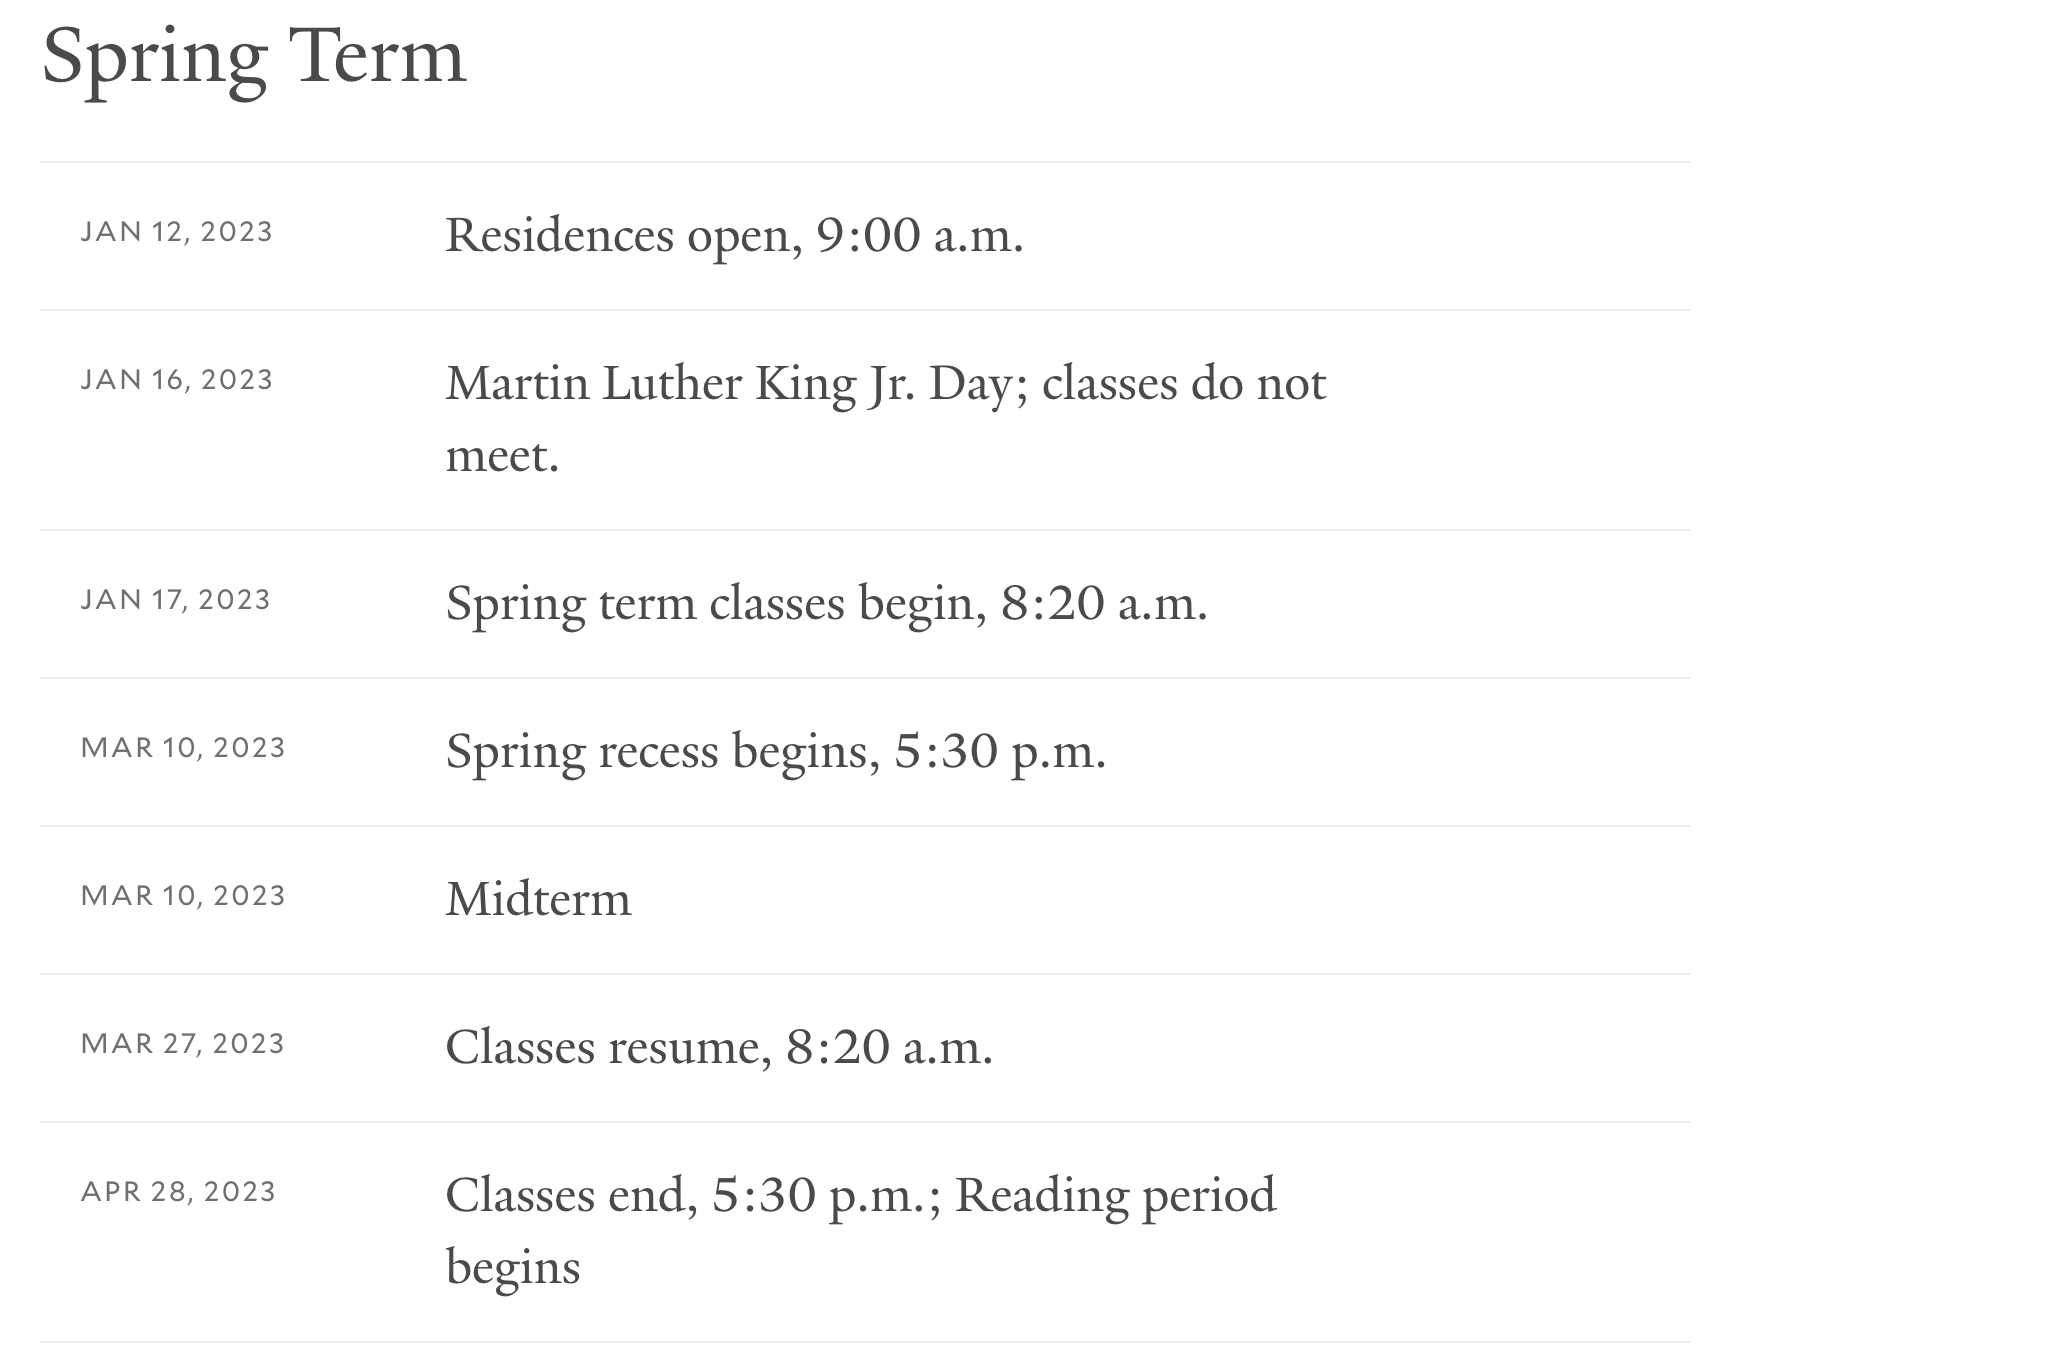 Spring Term
JAN 12, 2023
Residences open, 9:00 a.m.
JAN 16, 2023
Martin Luther King Jr. Day; classes do not
meet.
JAN 17, 2023
Spring term classes begin, 8:20 a.m.
MAR 10, 2023
Spring recess begins, 5:30 p.m.
MAR 10, 2023
Midterm
MAR 27, 2023
Classes resume, 8:20 a.m.
APR 28, 2023
Classes end, 5:30 p.m.; Reading period
begins